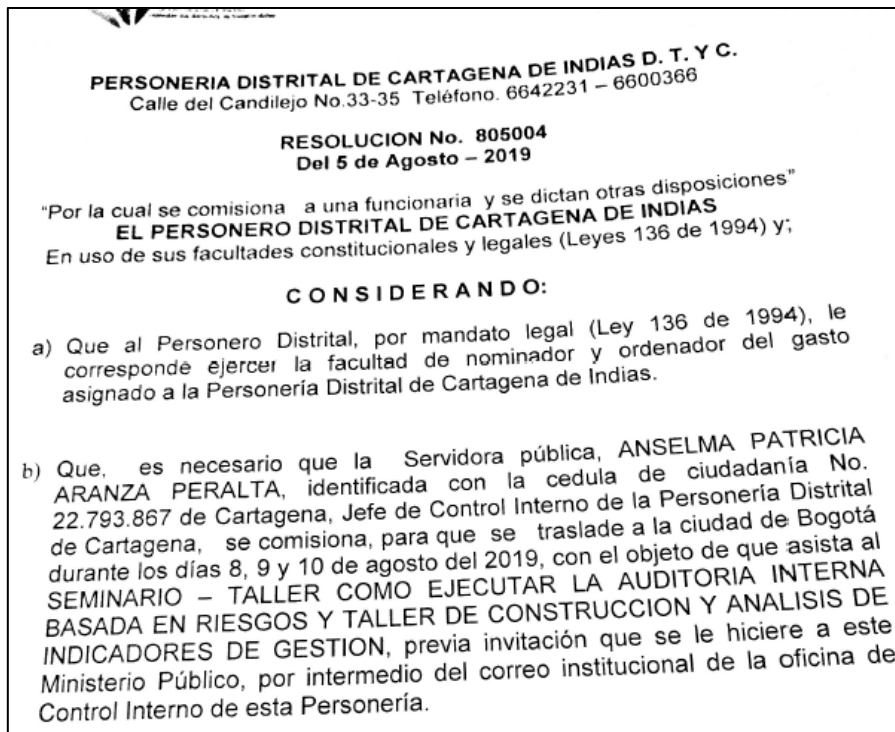 PERSONERIA DISTRITAL DE CARTAGENA DE INDIAS D. T. Y C.
Calle del Candilejo No.33-35 Teléfono. 6642231 – 6600366
RESOLUCION No. 805004
Del 5 de Agosto – 2019
"Por la cual se comisiona a una funcionaria y se dictan otras disposiciones"
EL PERSONERO DISTRITAL DE CARTAGENA DE INDIAS
En uso de sus facultades constitucionales y legales (Leyes 136 de 1994) y;
C O N S I D E R A N D O:
a) Que al Personero Distrital, por mandato legal (Ley 136 de 1994), le
corresponde ejercer la facultad de nominador y ordenador del gasto
asignado a la Personería Distrital de Cartagena de Indias.
b) Que, es necesario que la Servidora pública, ANSELMA PATRICIA
ARANZA PERALTA, identificada con la cedula de ciudadanía No.
22.793.867 de Cartagena, Jefe de Control Interno de la Personería Distrital
de Cartagena, se comisiona, para que se traslade a la ciudad de Bogotá
durante los días 8, 9 y 10 de agosto del 2019, con el objeto de que asista al
SEMINARIO – TALLER COMO EJECUTAR LA AUDITORIA INTERNA
BASADA EN RIESGOS Y TALLER DE CONSTRUCCION Y ANALISIS DE
INDICADORES DE GESTION, previa invitación que se le hiciere a este
Ministerio Público, por intermedio del correo institucional de la oficina de
Control Interno de esta Personería.